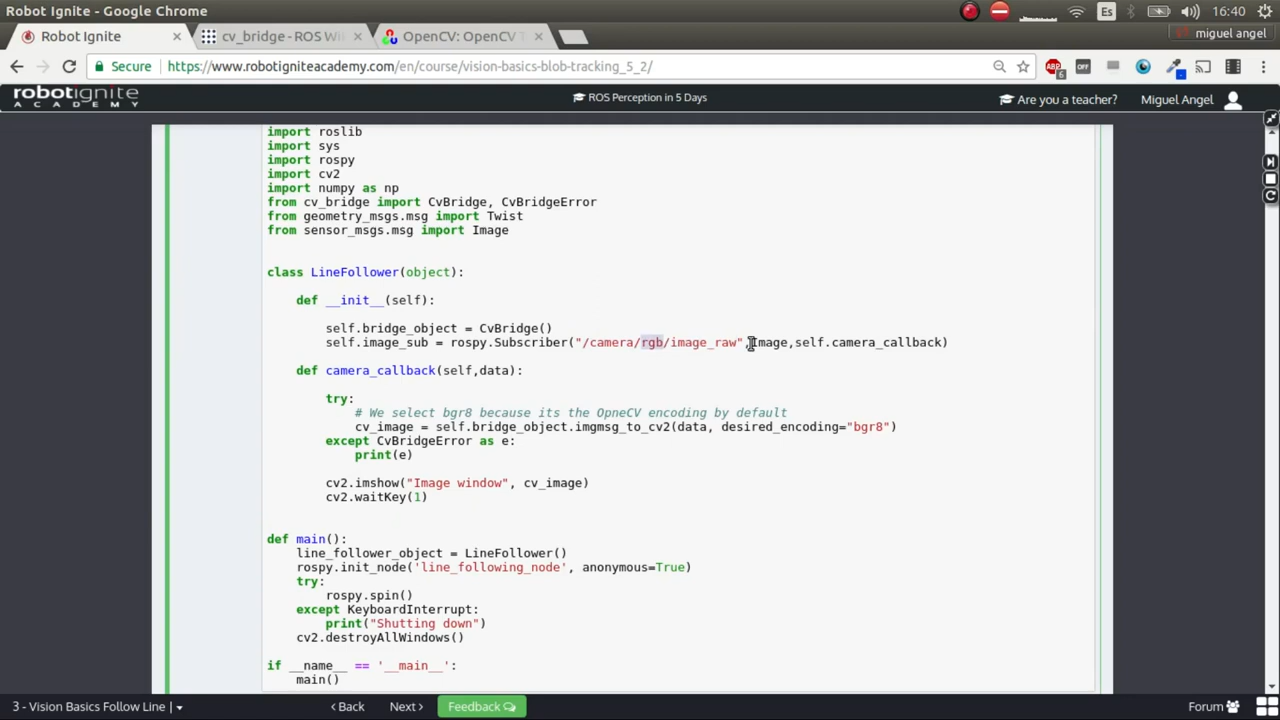 Robot Ignite - Google Chrome
Es
16:40
Robot Ignite
cv_bridge - ROS Wi
OpenCV: OpenCV T
miguel angel
Secure
https://www.robotigniteacademy.com/en/course/vision-basics-blob-tracking_5_2/
ABP
6
OFF
robotignite
ACADEMY
ROS Perception in 5 Days
Are you a teacher?
Miguel Angel
import roslib
import sys
import rospy
import cv2
import numpy as np
from cv_bridge import CvBridge, CvBridgeError
from geometry_msgs.msg import Twist
from sensor_msgs.msg import Image
class LineFollower(object):
def __init__(self):
self.bridge_object = CvBridge()
self.image_sub = rospy.Subscriber("/camera/rgb/image_raw",Image,self.camera_callback)
def camera_callback(self,data):
try:
# We select bgr8 because its the OpneCV encoding by default
cv_image = self.bridge_object.imgmsg_to_cv2(data, desired_encoding="bgr8")
except CvBridgeError as e:
print(e)
cv2.imshow("Image window", cv_image)
cv2.waitKey(1)
def main():
line_follower_object = LineFollower()
rospy.init_node('line_following_node', anonymous=True)
try:
rospy.spin()
except KeyboardInterrupt:
print("Shutting down")
cv2.destroyAllWindows()
if __name__ == '__main__':
main()
3 - Vision Basics Follow Line |
Back
Next
Feedback
Forum